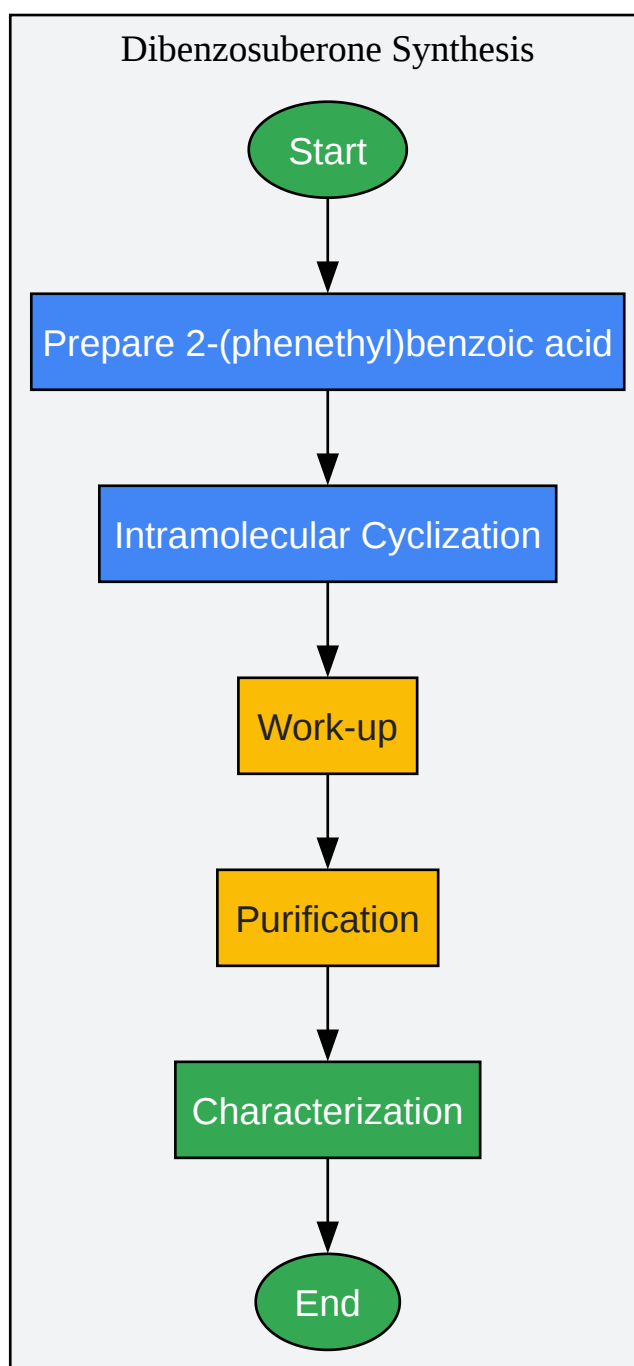 Dibenzosuberone Synthesis
Start
Prepare 2-(phenethyl)benzoic acid
Intramolecular Cyclization
Work-up
Purification
Characterization
End